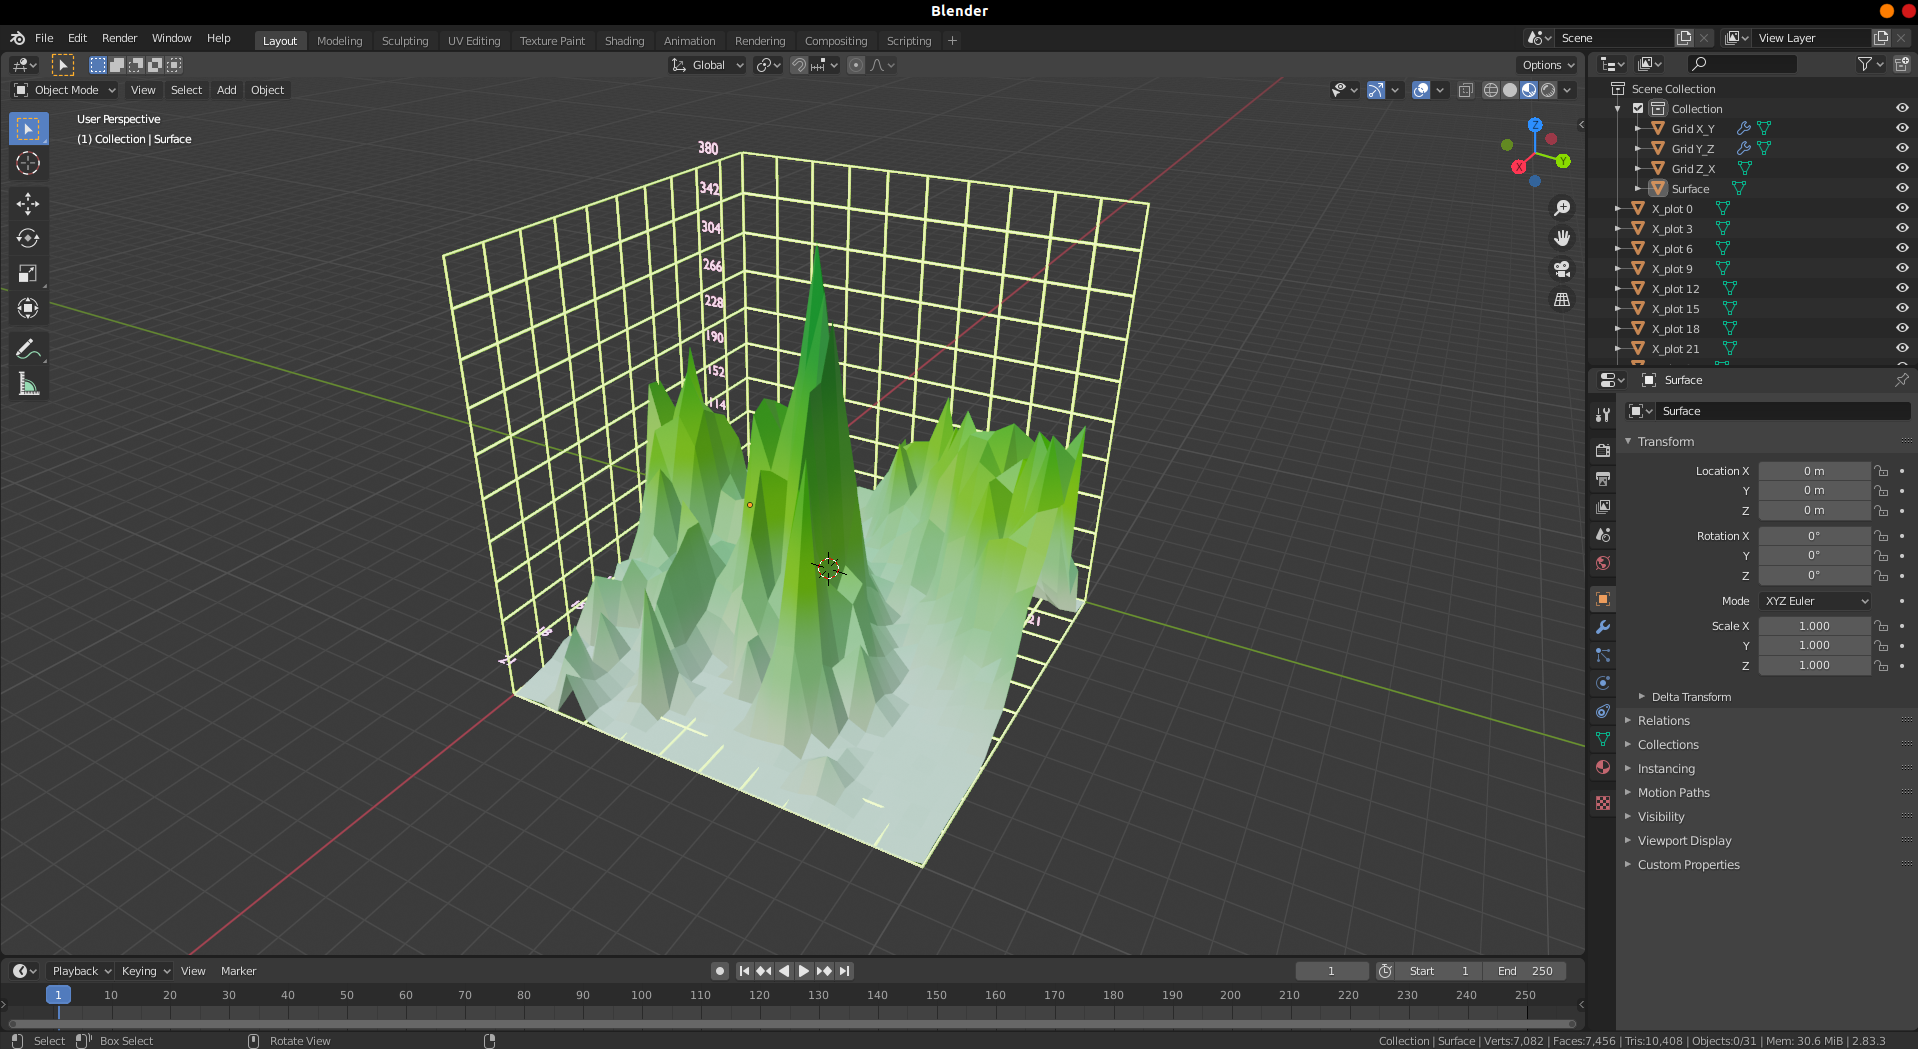 Blender
File Edit Render Window Help
Layout Modeling Sculpting UV Editing Texture Paint Shading Animation Rendering Compositing Scripting +
Scene
View Layer
Global
Options
Object Mode View Select Add Object
User Perspective
(1) Collection | Surface
Z
Y
X
380
342
304
266
228
190
152
114
21
Scene Collection
Collection
Grid X_Y
Grid Y_Z
Grid Z_X
Surface
X_plot 0
X_plot 3
X_plot 6
X_plot 9
X_plot 12
X_plot 15
X_plot 18
X_plot 21
Surface
Surface
Transform
Location X 0 m
Y 0 m
Z 0 m
Rotation X 0°
Y 0°
Z 0°
Mode XYZ Euler
Scale X 1.000
Y 1.000
Z 1.000
Delta Transform
Relations
Collections
Instancing
Motion Paths
Visibility
Viewport Display
Custom Properties
Playback Keying View Marker
1 Start 1 End 250
1 10 20 30 40 50 60 70 80 90 100 110 120 130 140 150 160 170 180 190 200 210 220 230 240 250
Select Box Select Rotate View
Collection | Surface | Verts:7,082 | Faces:7,456 | Tris:10,408 | Objects:0/31 | Mem: 30.6 MiB | 2.83.3